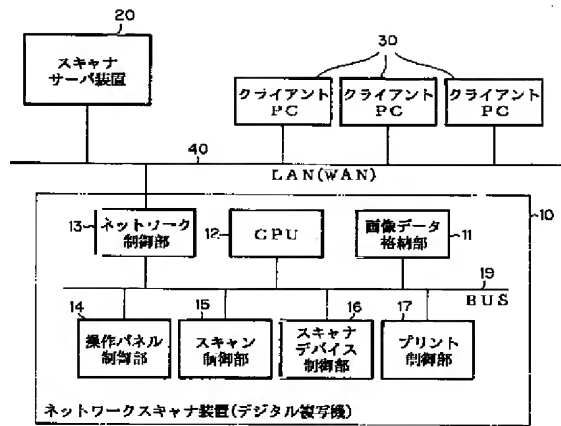 20
スキャナ
サーバ装置
30
クライアント
PC
クライアント
PC
クライアント
PC
40
LAN(WAN)
10
13
ネットワーク
制御部
12
CPU
画像データ
格納部
11
19
BUS
14
操作パネル
制御部
15
スキャン
制御部
16
スキャナ
デバイス
制御部
17
プリント
制御部
ネットワークスキャナ装置(デジタル複写機)